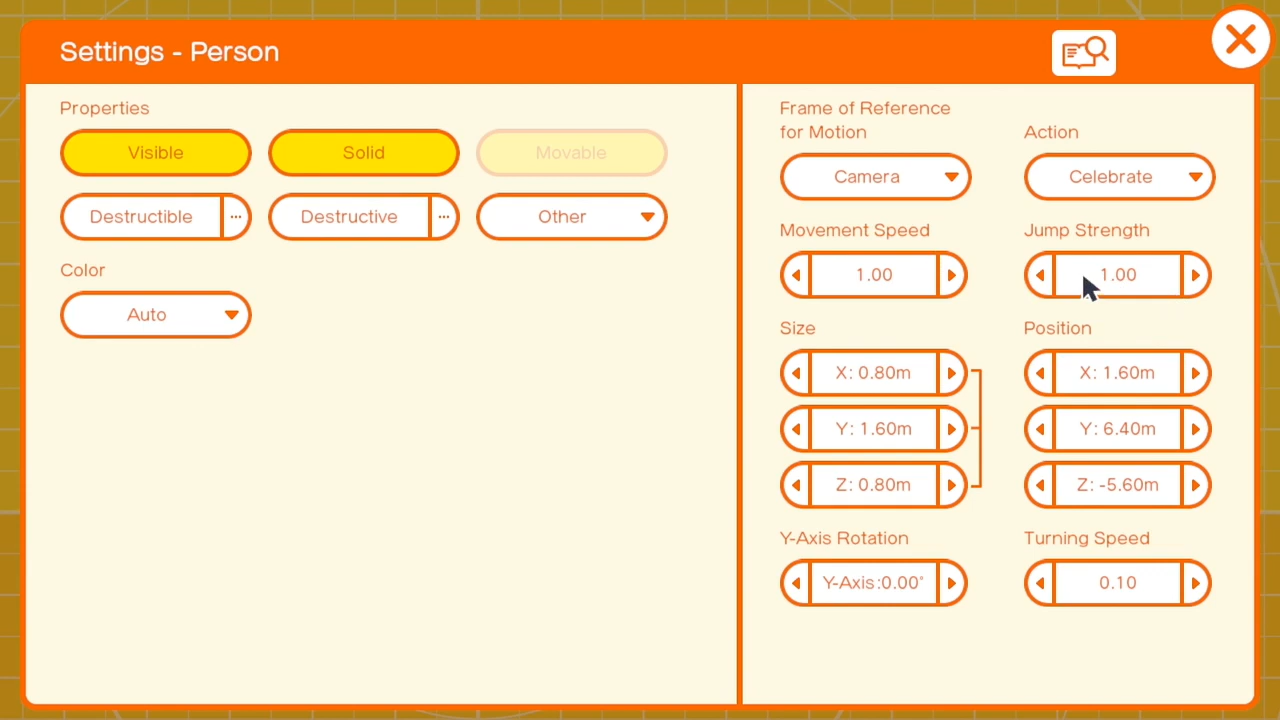 Settings - Person
Properties
Visible
Solid
Movable
Destructible
...
Destructive
...
Other
Color
Auto
Frame of Reference
for Motion
Action
Camera
Celebrate
Movement Speed
Jump Strength
1.00
1.00
Size
Position
X: 0.80m
X: 1.60m
Y: 1.60m
Y: 6.40m
Z: 0.80m
Z: -5.60m
Y-Axis Rotation
Turning Speed
Y-Axis:0.00°
0.10